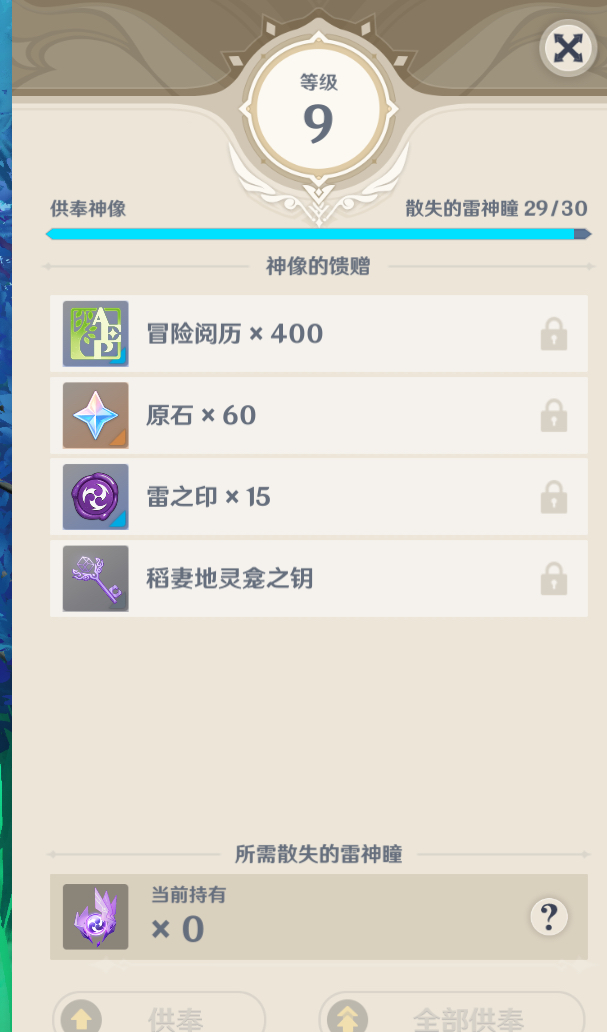 等级
9
供奉神像
散失的雷神瞳 29/30
神像的馈赠
冒险阅历 × 400
原石 × 60
雷之印 × 15
稻妻地灵龛之钥
所需散失的雷神瞳
当前持有
× 0
?
供奉
全部供奉